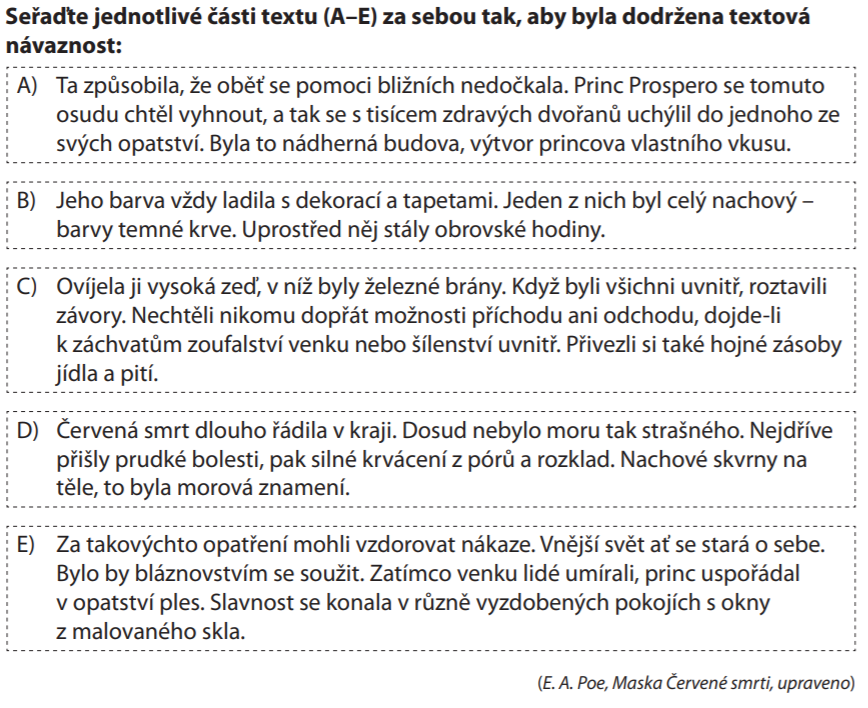 Seřaďte jednotlivé části textu (A–E) za sebou tak, aby byla dodržena textová
návaznost:
A) Ta způsobila, že oběť se pomoci bližních nedočkala. Princ Prospero se tomuto
osudu chtěl vyhnout, a tak se s tisícem zdravých dvořanů uchýlil do jednoho ze
svých opatství. Byla to nádherná budova, výtvor princova vlastního vkusu.
B) Jeho barva vždy ladila s dekorací a tapetami. Jeden z nich byl celý nachový –
barvy temné krve. Uprostřed něj stály obrovské hodiny.
C) Ovíjela ji vysoká zeď, v níž byly železné brány. Když byli všichni uvnitř, roztavili
závory. Nechtěli nikomu dopřát možnosti příchodu ani odchodu, dojde-li
k záchvatům zoufalství venku nebo šílenství uvnitř. Přivezli si také hojné zásoby
jídla a pití.
D) Červená smrt dlouho řádila v kraji. Dosud nebylo moru tak strašného. Nejdříve
přišly prudké bolesti, pak silné krvácení z pórů a rozklad. Nachové skvrny na
těle, to byla morová znamení.
E) Za takovýchto opatření mohli vzdorovat nákaze. Vnější svět ať se stará o sebe.
Bylo by bláznovstvím se soužit. Zatímco venku lidé umírali, princ uspořádal
v opatství ples. Slavnost se konala v různě vyzdobených pokojích s okny
z malovaného skla.
(E. A. Poe, Maska Červené smrti, upraveno)